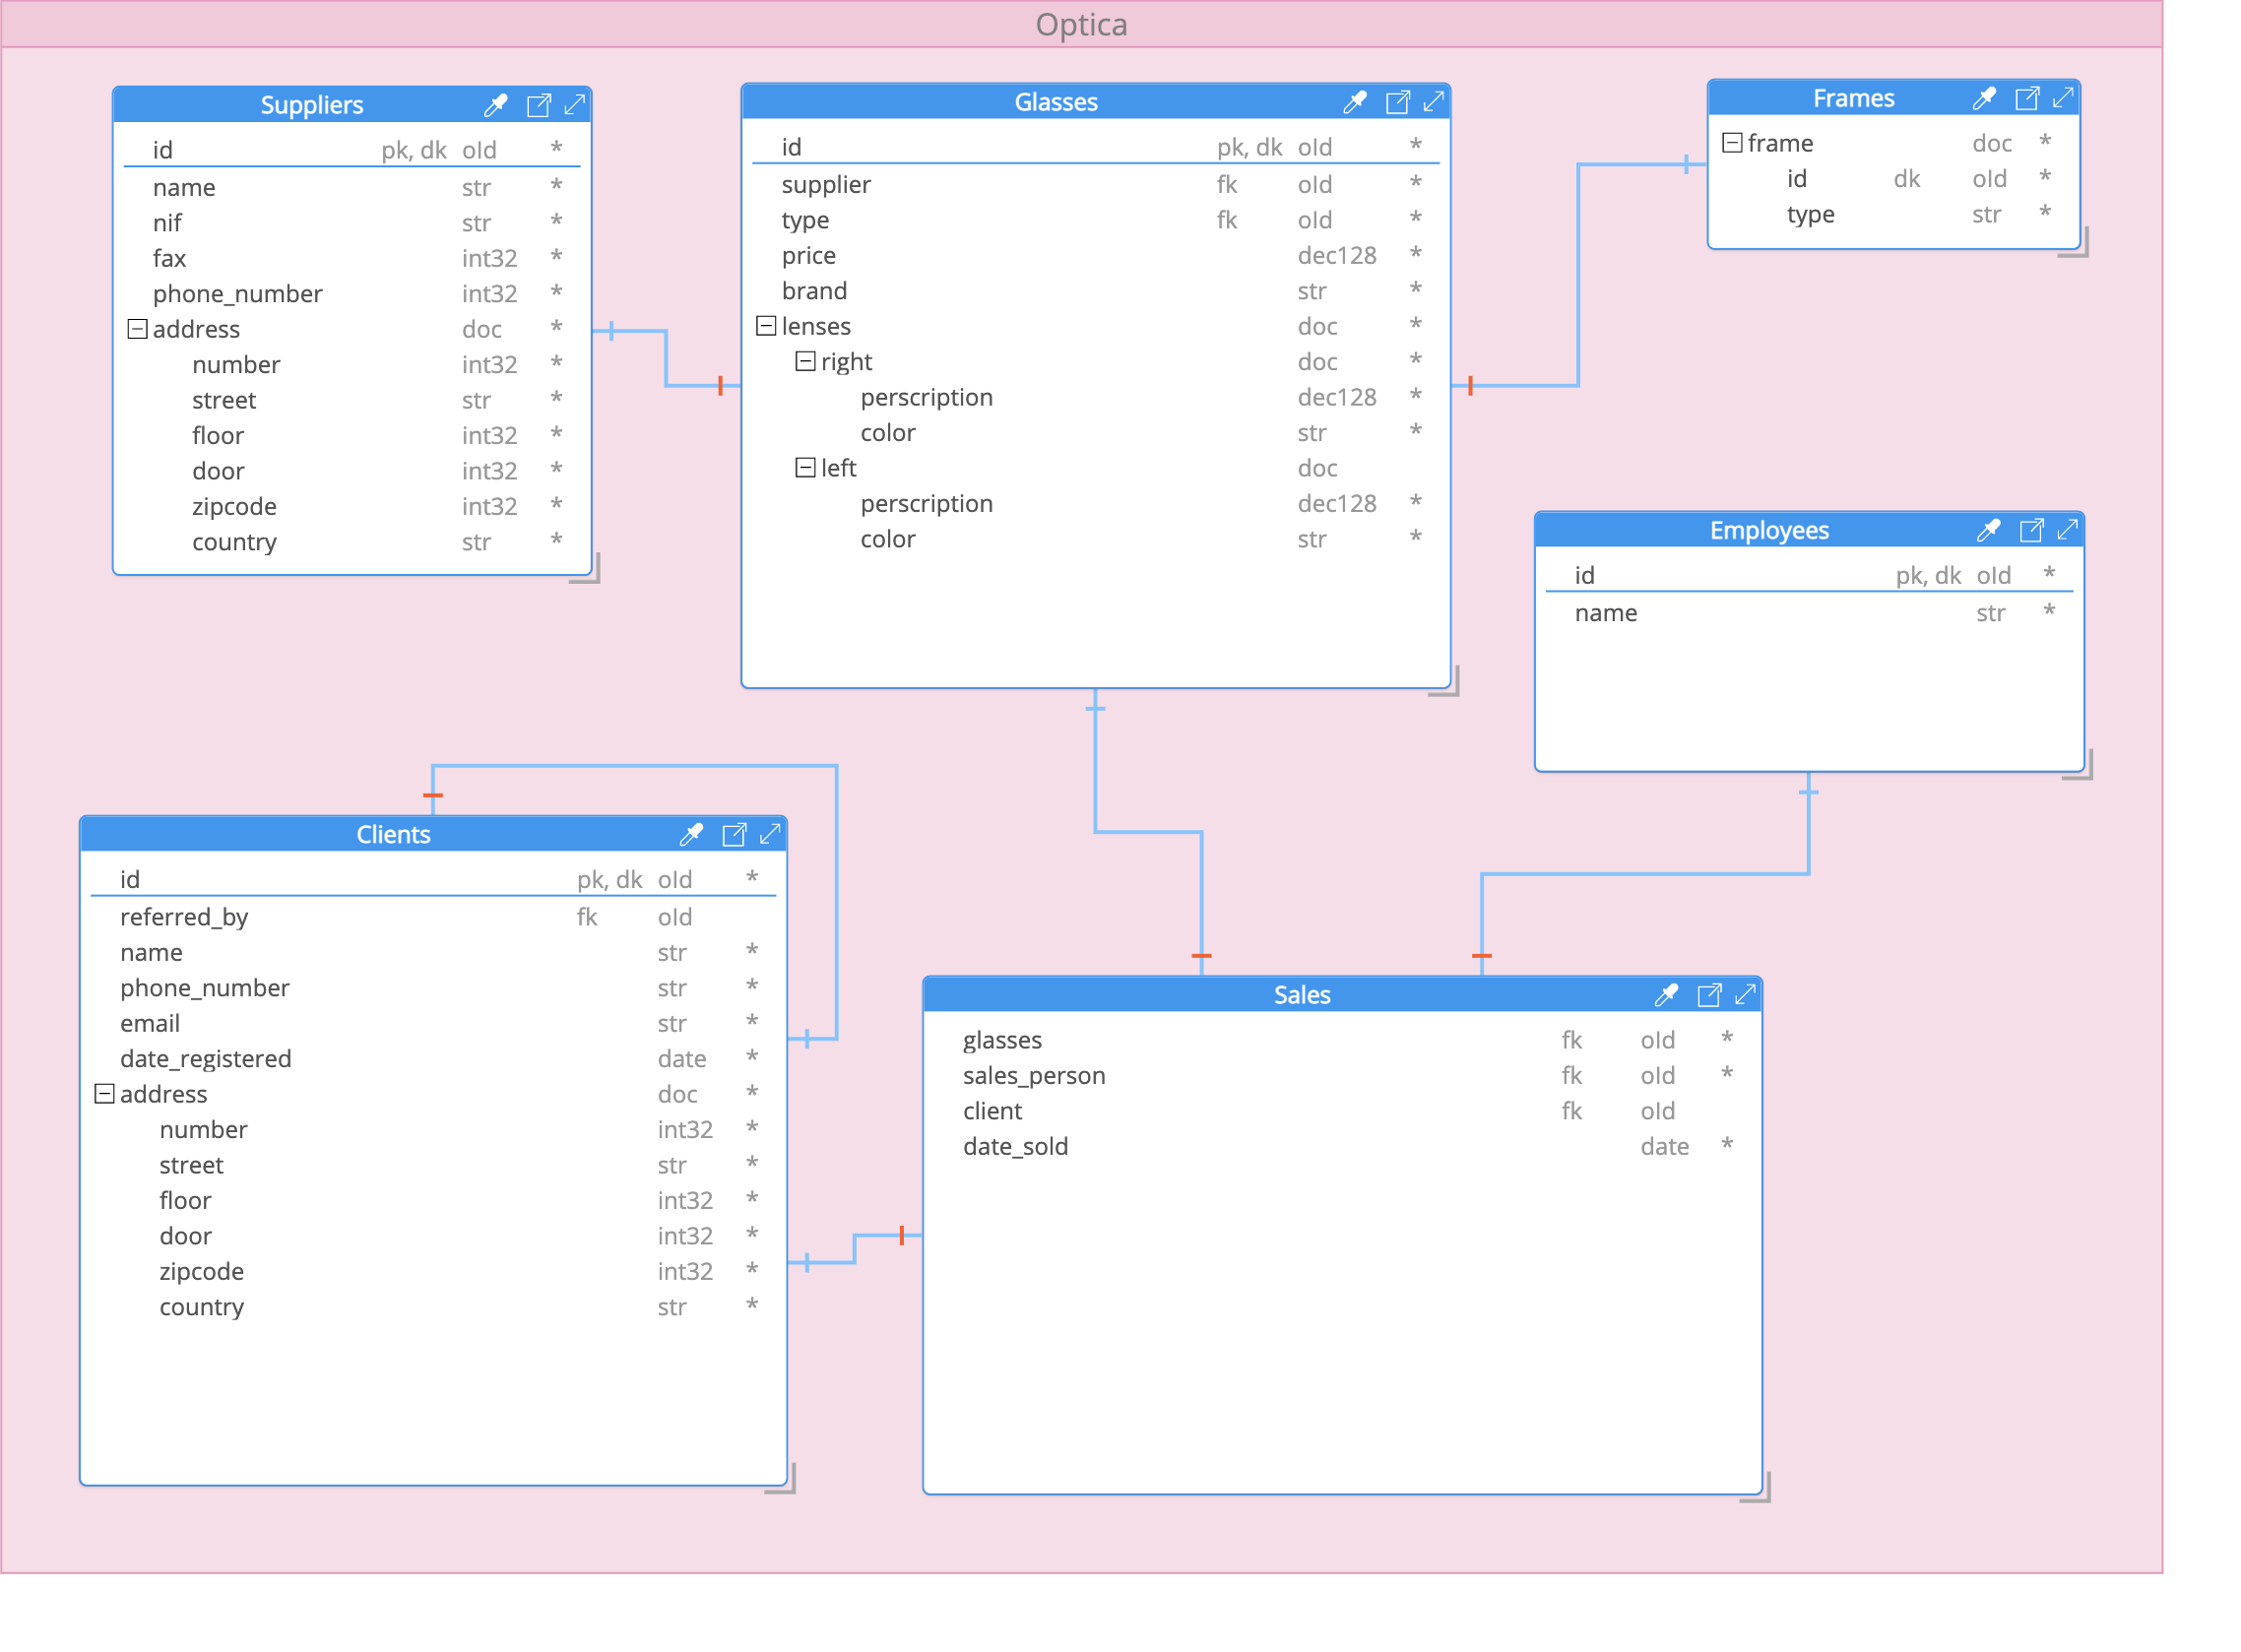 Optica
Suppliers
id pk, dk oId *
name str *
nif str *
fax int32 *
phone_number int32 *
address doc *
number int32 *
street str *
floor int32 *
door int32 *
zipcode int32 *
country str *
Glasses
id pk, dk oId *
supplier fk oId *
type fk oId *
price dec128 *
brand str *
lenses doc *
right doc *
perscription dec128 *
color str *
left doc
perscription dec128 *
color str *
Frames
frame doc *
id dk oId *
type str *
Employees
id pk, dk oId *
name str *
Clients
id pk, dk oId *
referred_by fk oId
name str *
phone_number str *
email str *
date_registered date *
address doc *
number int32 *
street str *
floor int32 *
door int32 *
zipcode int32 *
country str *
Sales
glasses fk oId *
sales_person fk oId *
client fk oId
date_sold date *